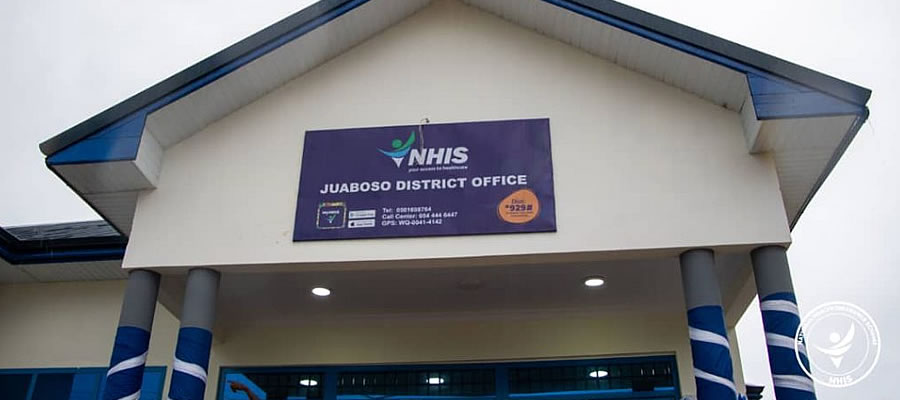 NHIS
your access to healthcare
JUABOSO DISTRICT OFFICE
Tel: 0501658764
Call Center: 054 444 6447
GPS: WQ-0041-4142
Dial
*929#
NHIS